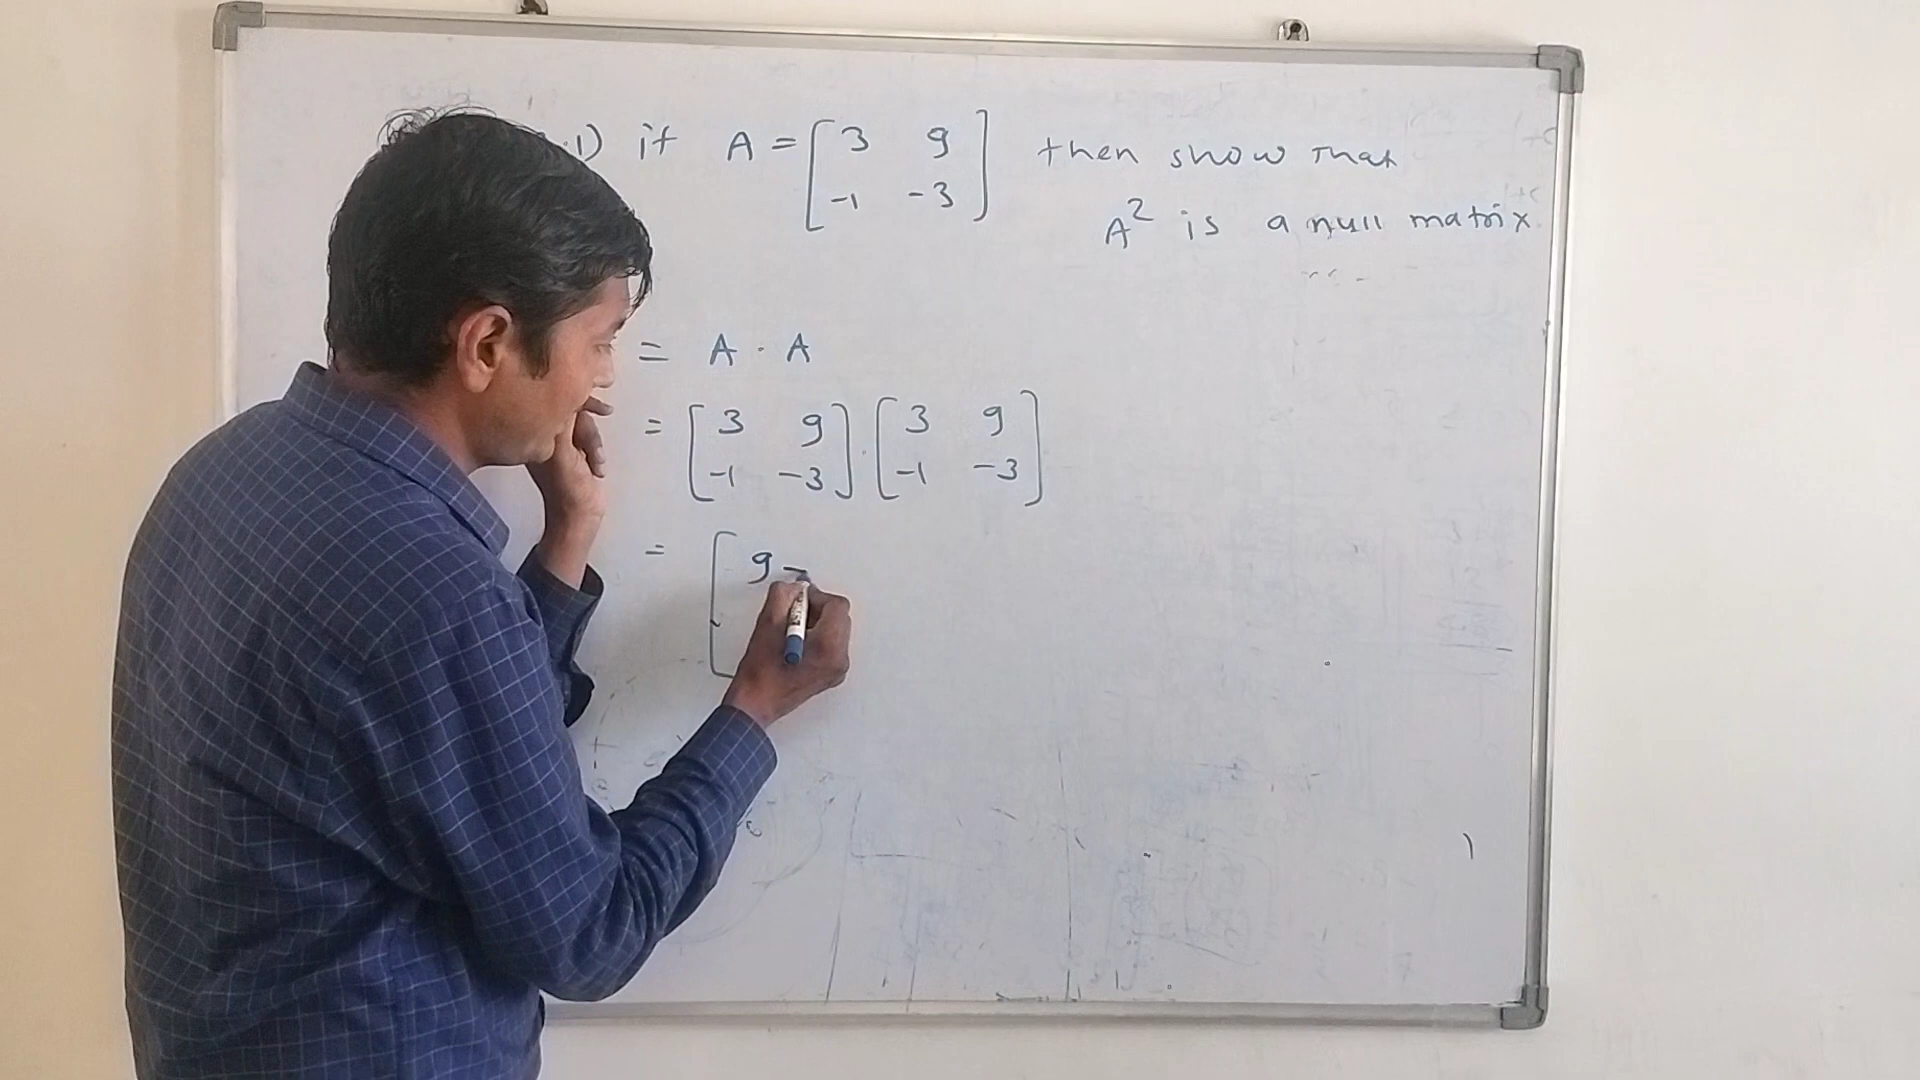 .1) if A = [ 3 9 ] then show that
[ -1 -3 ]
A² is a null matrix.
= A . A
= [ 3 9 ] . [ 3 9 ]
[ -1 -3 ] [ -1 -3 ]
= [ 9 -